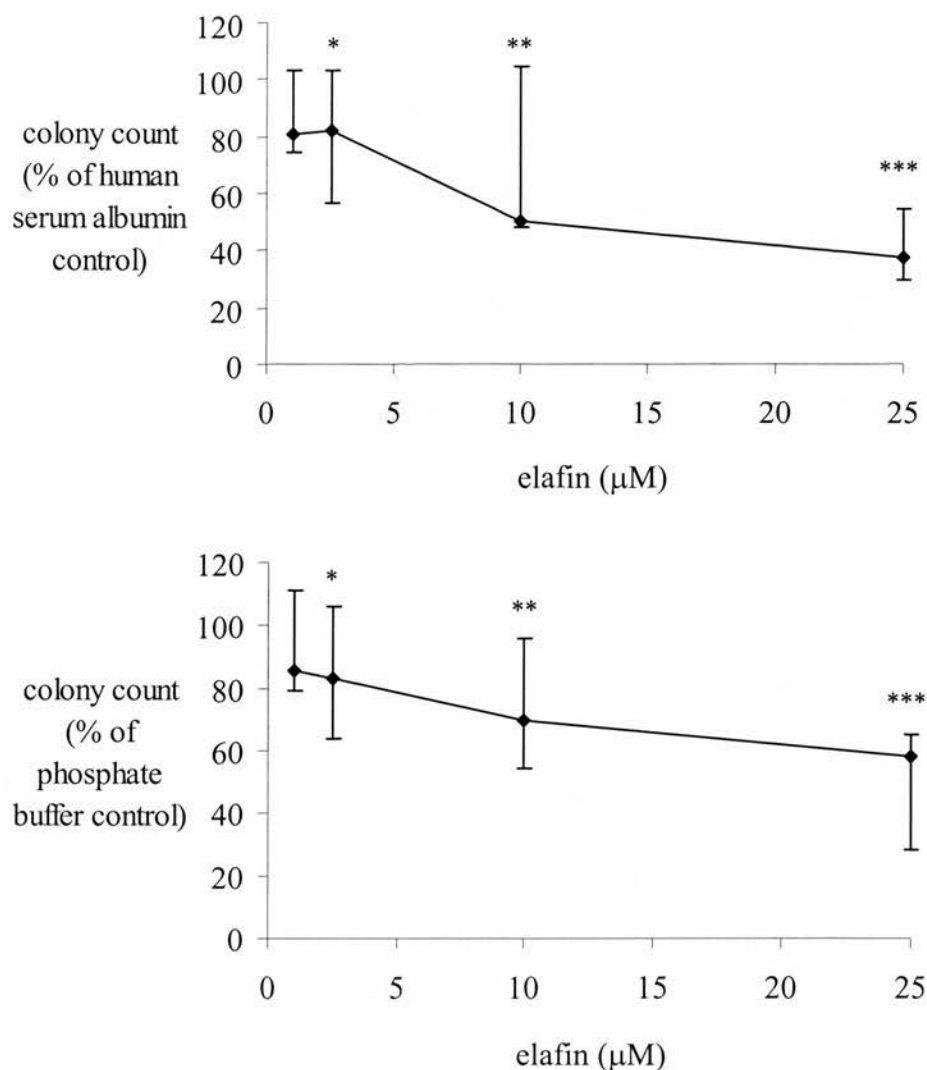 120
100
80
60
40
20
0
colony count
(% of human
serum albumin
control)
*
**
***
0 5 10 15 20 25
elafin (μM)
120
100
80
60
40
20
0
colony count
(% of
phosphate
buffer control)
*
**
***
0 5 10 15 20 25
elafin (μM)